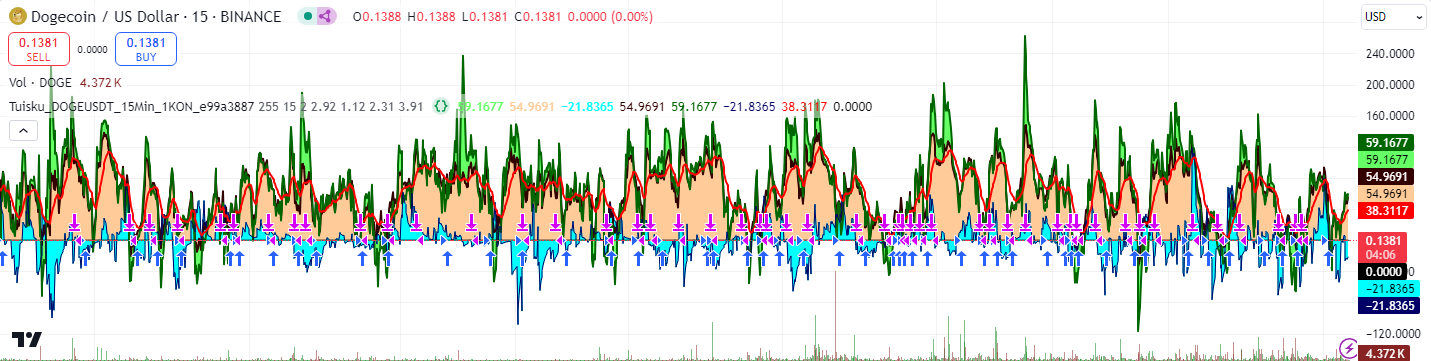 Dogecoin / US Dollar · 15 · BINANCE O0.1388 H0.1388 L0.1381 C0.1381 0.0000 (0.00%)
USD
0.1381 0.0000 0.1381
SELL BUY
Vol · DOGE 4.372 K
Tuisku_DOGEUSDT_15Min_1KON_e99a3887 255 15 2 2.92 1.12 2.31 3.91 {} 59.1677 54.9691 −21.8365 54.9691 59.1677 −21.8365 38.3117 0.0000
240.0000
200.0000
160.0000
59.1677
59.1677
54.9691
54.9691
38.3117
0.1381
04:06
0.0000
−21.8365
−21.8365
−120.0000
4.372 K